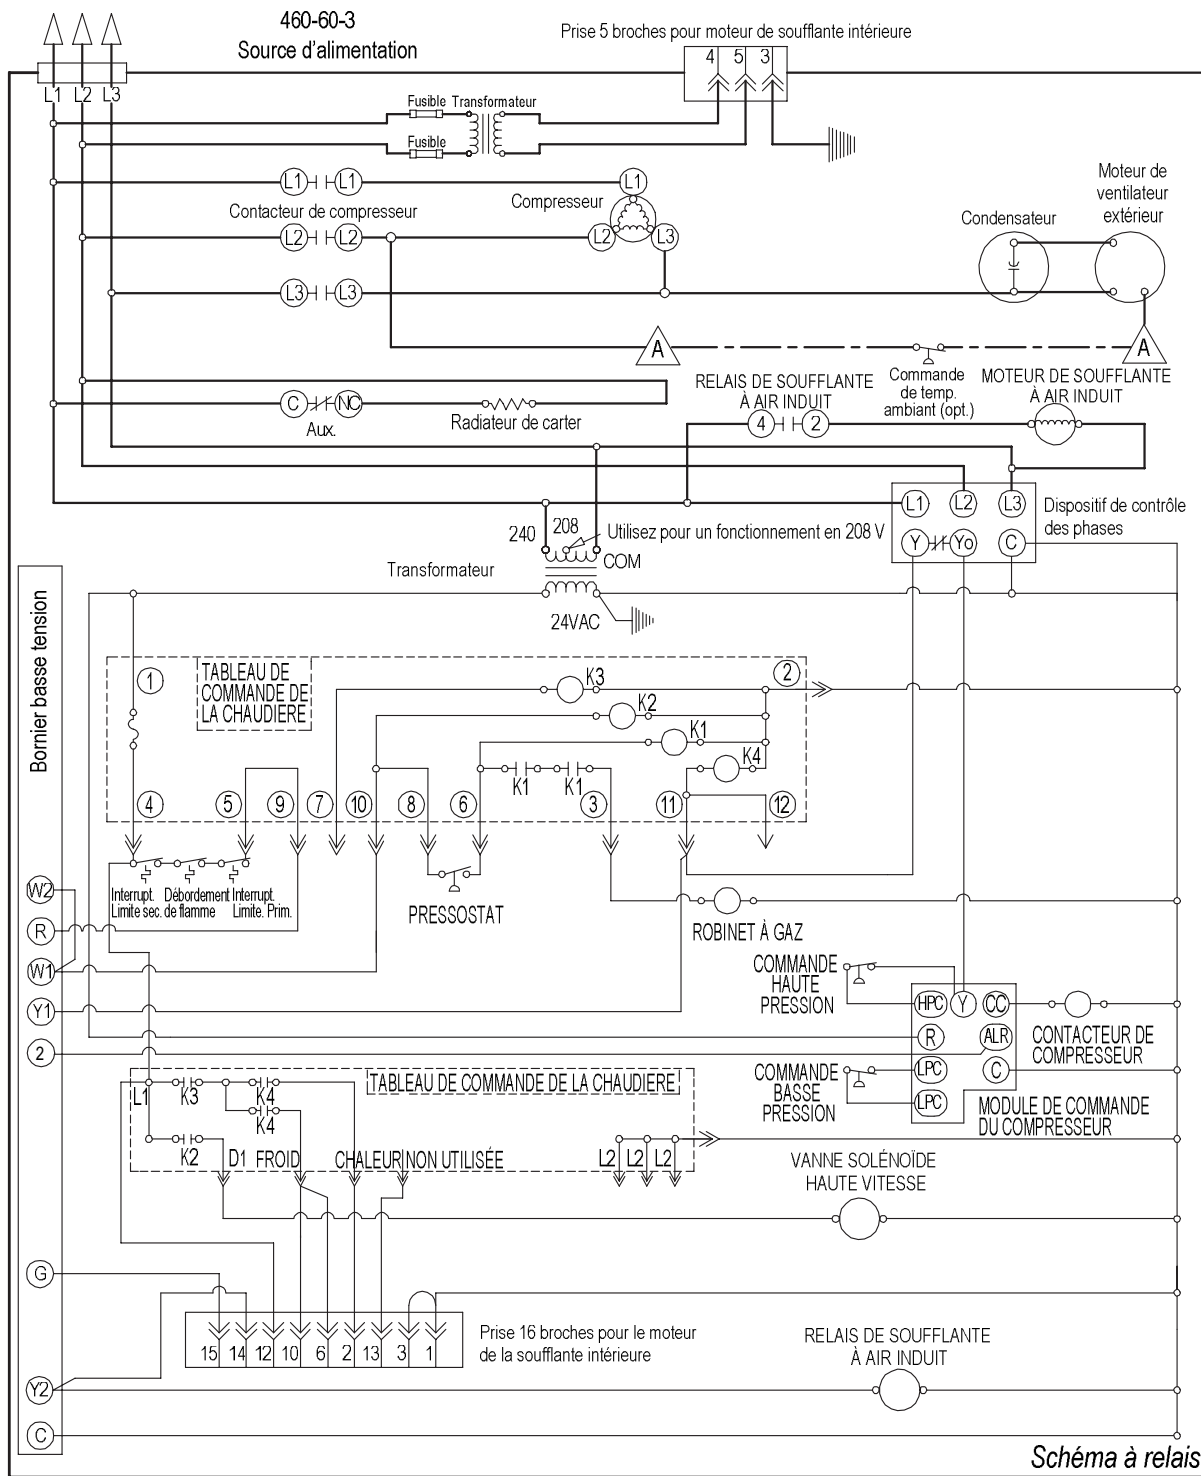 460-60-3
Source d'alimentation
Prise 5 broches pour moteur de soufflante intérieure
4 5 3
L1 L2 L3
Fusible Transformateur
Fusible
L1 L1
L1
Compresseur
Contacteur de compresseur
L2 L2
L2 L3
L3 L3
Condensateur
Moteur de
ventilateur
extérieur
A
A
Commande
de temp.
ambiant (opt.)
RELAIS DE SOUFFLANTE
À AIR INDUIT
4 2
MOTEUR DE SOUFFLANTE
À AIR INDUIT
C NC
Aux.
Radiateur de carter
L1 L2 L3
Dispositif de contrôle
des phases
Y Yo C
240
208
Utilisez pour un fonctionnement en 208 V
COM
Transformateur
24VAC
Bornier basse tension
1
TABLEAU DE
COMMANDE DE
LA CHAUDIERE
K3
2
K2
K1
K4
K1 K1
4 5 9 7 10 8 6 3 11 12
Interrupt.
Limite sec.
Débordement
de flamme
Interrupt.
Limite. Prim.
PRESSOSTAT
ROBINET À GAZ
W2
R
W1
Y1
2
COMMANDE
HAUTE
PRESSION
HPC Y CC
R ALR
LPC C
LPC
CONTACTEUR DE
COMPRESSEUR
COMMANDE
BASSE
PRESSION
MODULE DE COMMANDE
DU COMPRESSEUR
TABLEAU DE COMMANDE DE LA CHAUDIERE
L1 K3 K4
K4
K2
D1 FROID CHALEUR NON UTILISÉE L2 L2 L2
VANNE SOLÉNOÏDE
HAUTE VITESSE
G
15 14 12 10 6 2 13 3 1
Prise 16 broches pour le moteur
de la soufflante intérieure
RELAIS DE SOUFFLANTE
À AIR INDUIT
Y2
C
Schéma à relais